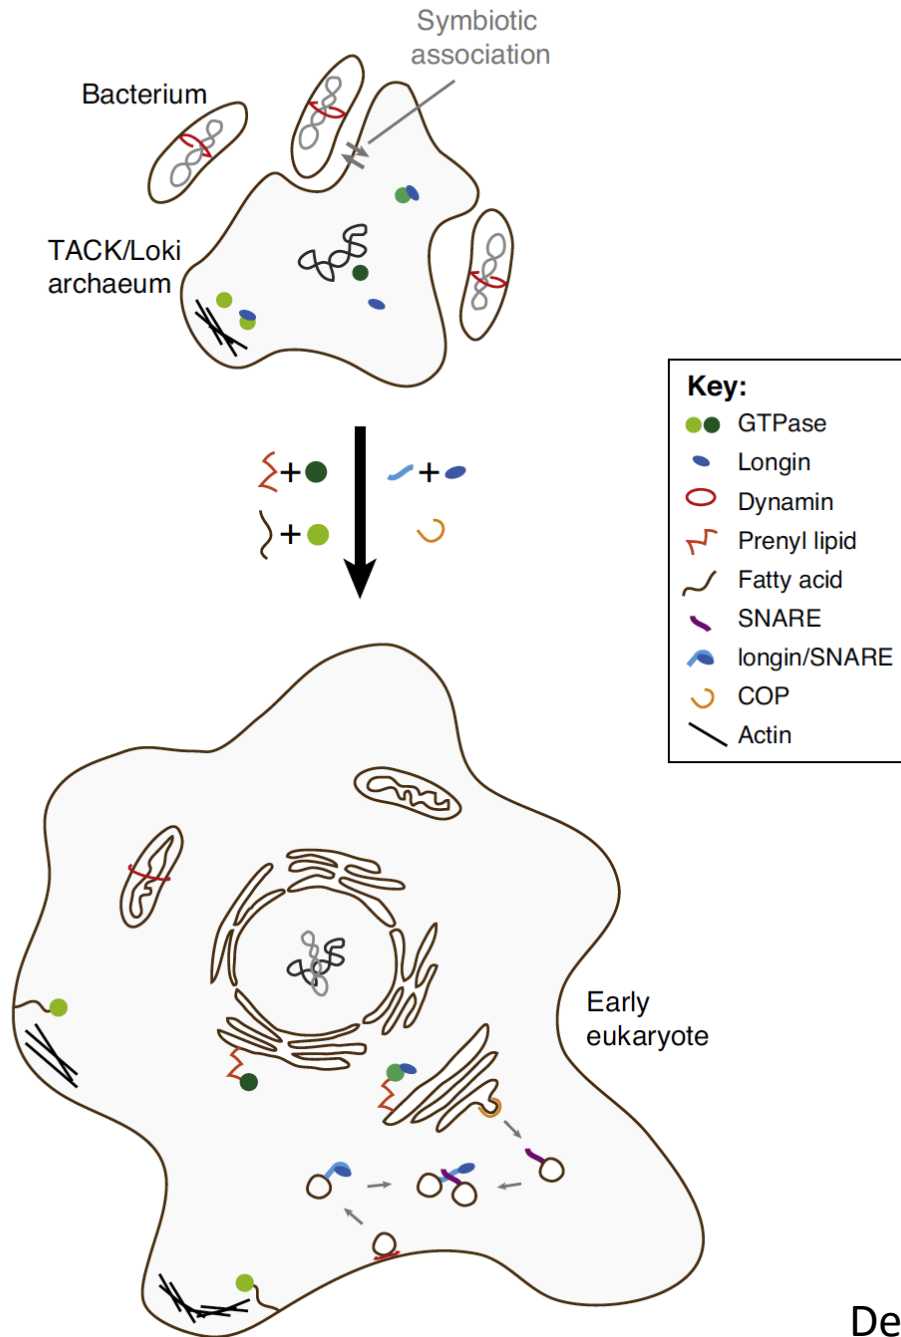 Symbiotic
association
Bacterium
TACK/Loki
archaeum
Key:
GTPase
Longin
Dynamin
Prenyl lipid
Fatty acid
SNARE
longin/SNARE
COP
Actin
+
+
+
Early
eukaryote
De